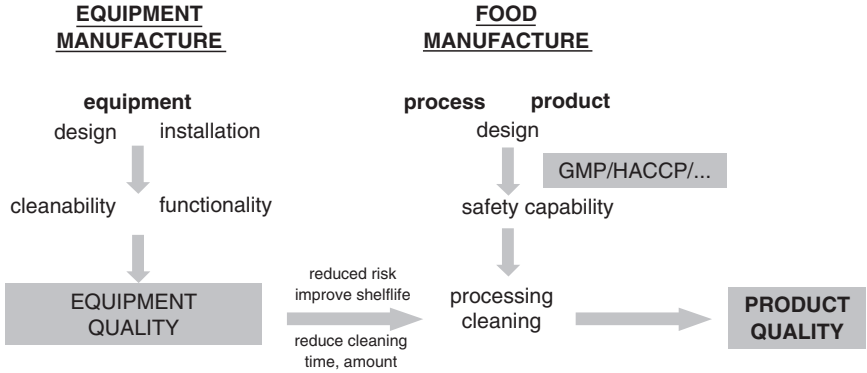 EQUIPMENT
MANUFACTURE
FOOD
MANUFACTURE
equipment
design installation
cleanability functionality
EQUIPMENT
QUALITY
process product
design
GMP/HACCP/...
safety capability
reduced risk
improve shelflife
reduce cleaning
time, amount
processing
cleaning
PRODUCT
QUALITY